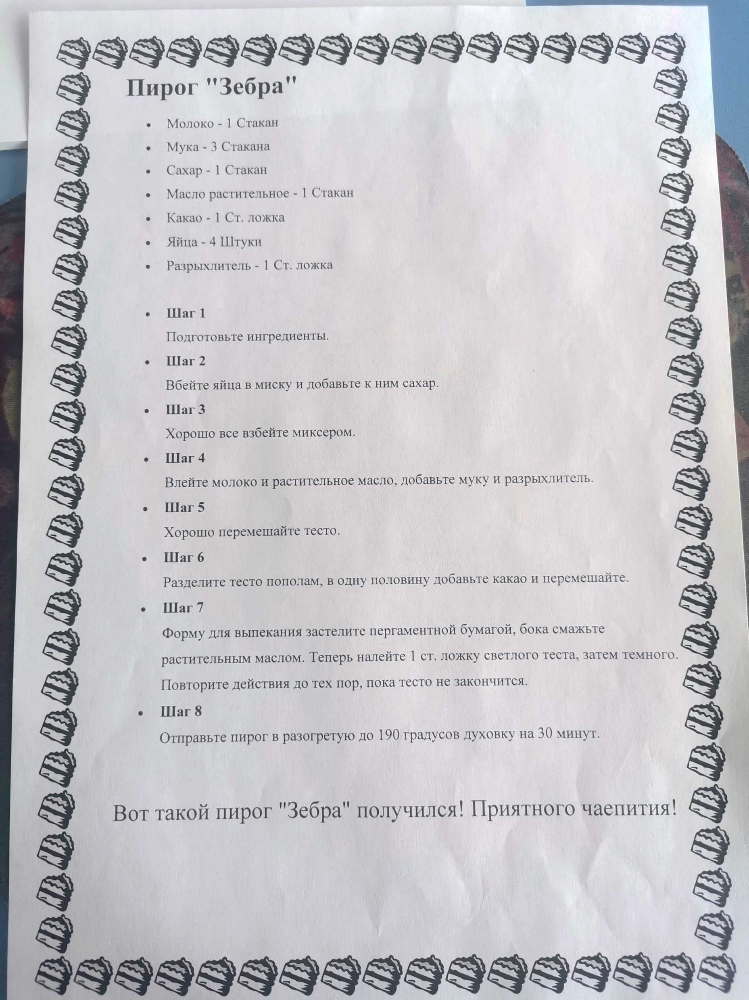 Пирог "Зебра"
• Молоко - 1 Стакан
• Мука - 3 Стакана
• Сахар - 1 Стакан
• Масло растительное - 1 Стакан
• Какао - 1 Ст. ложка
• Яйца - 4 Штуки
• Разрыхлитель - 1 Ст. ложка
• Шаг 1
Подготовьте ингредиенты.
• Шаг 2
Вбейте яйца в миску и добавьте к ним сахар.
• Шаг 3
Хорошо все взбейте миксером.
• Шаг 4
Влейте молоко и растительное масло, добавьте муку и разрыхлитель.
• Шаг 5
Хорошо перемешайте тесто.
• Шаг 6
Разделите тесто пополам, в одну половину добавьте какао и перемешайте.
• Шаг 7
Форму для выпекания застелите пергаментной бумагой, бока смажьте
растительным маслом. Теперь налейте 1 ст. ложку светлого теста, затем темного.
Повторите действия до тех пор, пока тесто не закончится.
• Шаг 8
Отправьте пирог в разогретую до 190 градусов духовку на 30 минут.
Вот такой пирог "Зебра" получился! Приятного чаепития!